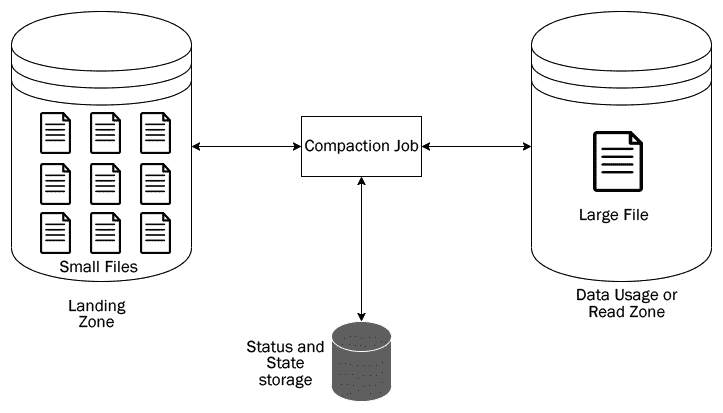 Small Files
Landing
Zone
Compaction Job
Status and
State
storage
Large File
Data Usage or
Read Zone